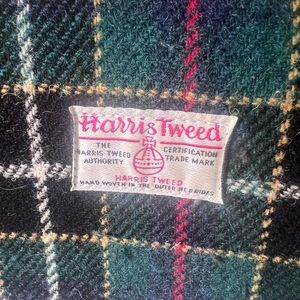 Harris Tweed
THE CERTIFICATION
HARRIS TWEED TRADE MARK
AUTHORITY
HARRIS TWEED
HAND WOVEN IN THE OUTER HEBRIDES